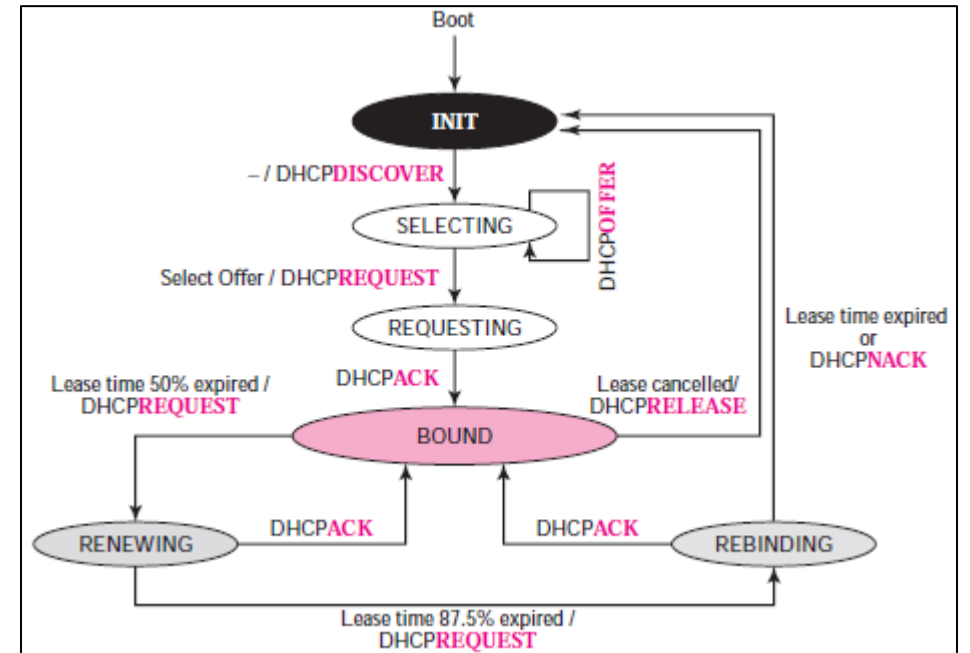 Boot
INIT
– / DHCPDISCOVER
SELECTING
DHCPOFFER
Select Offer / DHCPREQUEST
REQUESTING
Lease time expired
or
DHCPNACK
DHCPACK
Lease time 50% expired /
DHCPREQUEST
Lease cancelled/
DHCPRELEASE
BOUND
RENEWING
DHCPACK
DHCPACK
REBINDING
Lease time 87.5% expired /
DHCPREQUEST